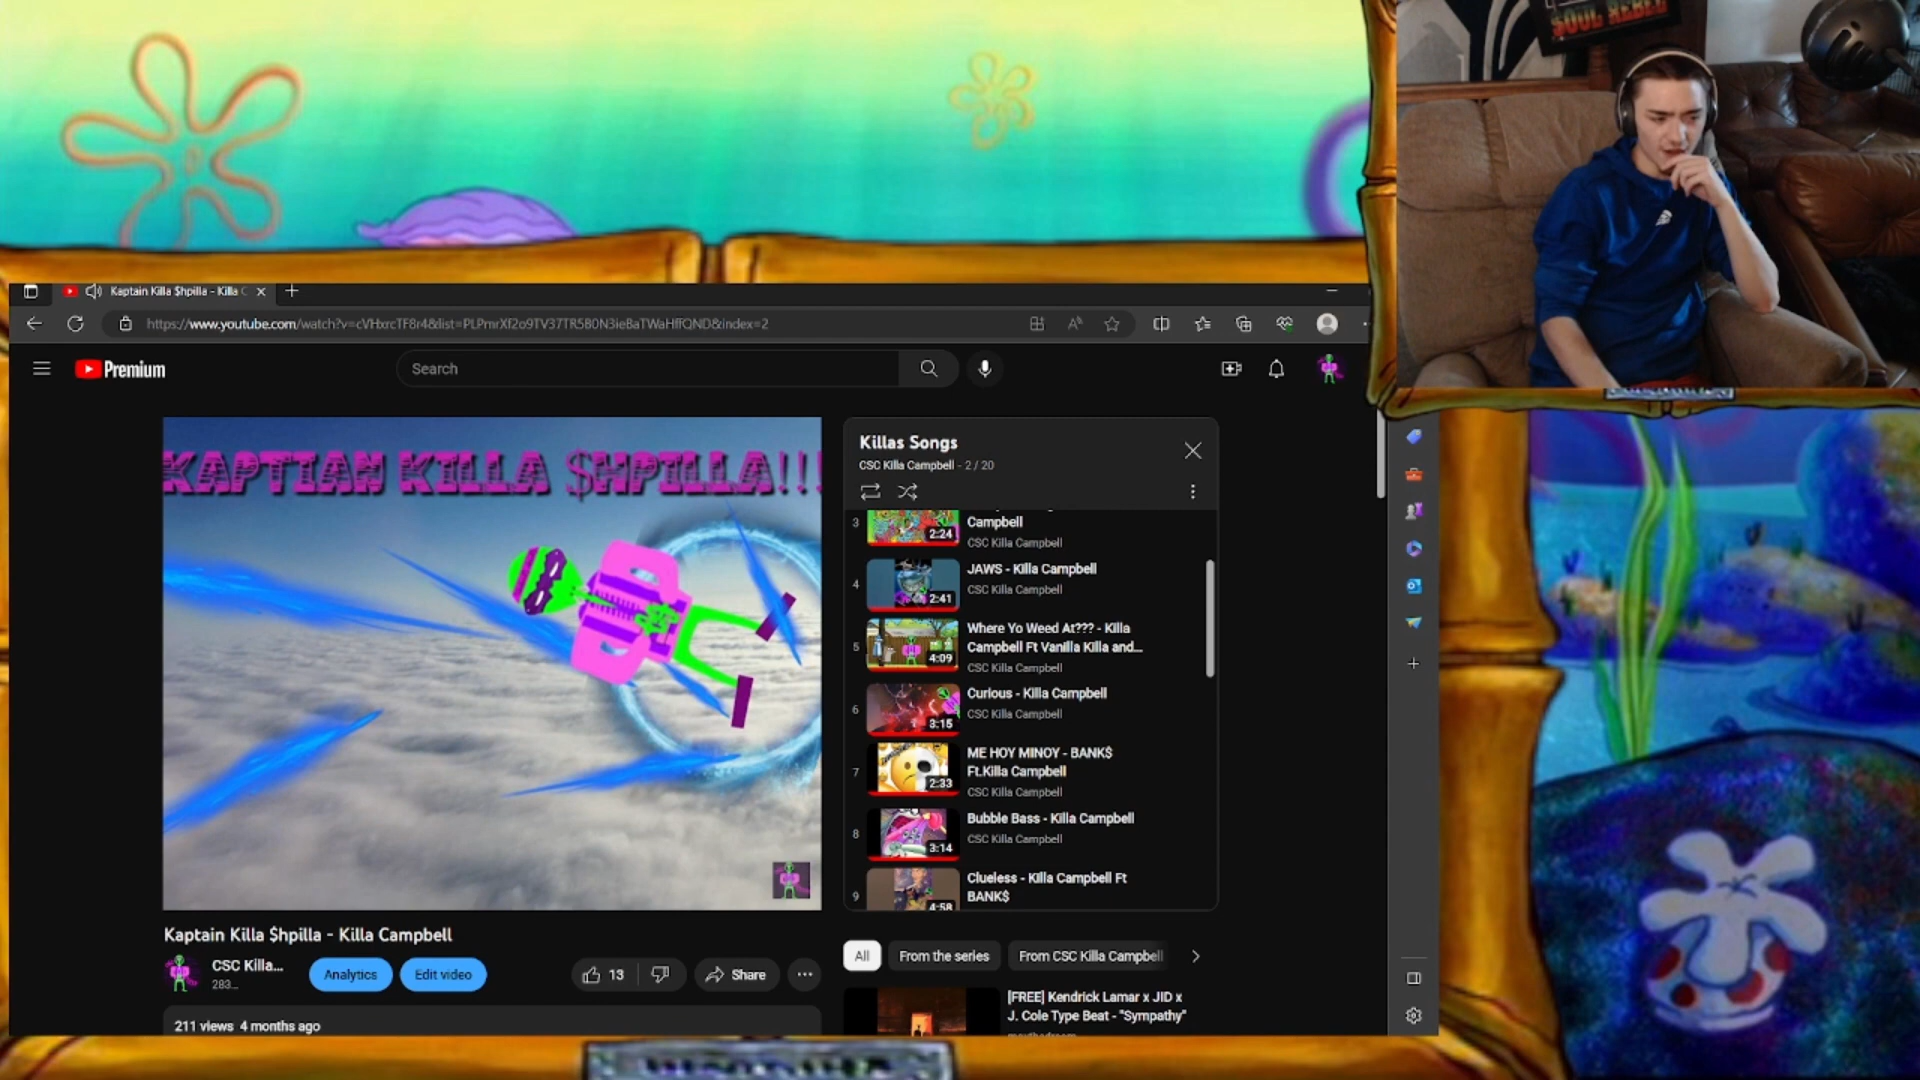 $OUL REBEL
Kaptain Killa $hpilla - Killa C
https://www.youtube.com/watch?v=cVHxrcTF8r4&list=PLPmrXf2o9TV37TR5B0N3ieBaTWaHffQND&index=2
Premium
Search
KAPTIAN KILLA $HPILLA!!!
Killas Songs
CSC Killa Campbell - 2 / 20
3
2:24
Campbell
CSC Killa Campbell
4
2:41
JAWS - Killa Campbell
CSC Killa Campbell
5
4:09
Where Yo Weed At??? - Killa
Campbell Ft Vanilla Killa and...
CSC Killa Campbell
6
3:15
Curious - Killa Campbell
CSC Killa Campbell
7
2:33
ME HOY MINOY - BANK$
Ft.Killa Campbell
CSC Killa Campbell
8
3:14
Bubble Bass - Killa Campbell
CSC Killa Campbell
9
4:58
Clueless - Killa Campbell Ft
BANK$
Kaptain Killa $hpilla - Killa Campbell
CSC Killa...
283...
Analytics
Edit video
13
Share
211 views 4 months ago
All
From the series
From CSC Killa Campbell
[FREE] Kendrick Lamar x JID x
J. Cole Type Beat - "Sympathy"